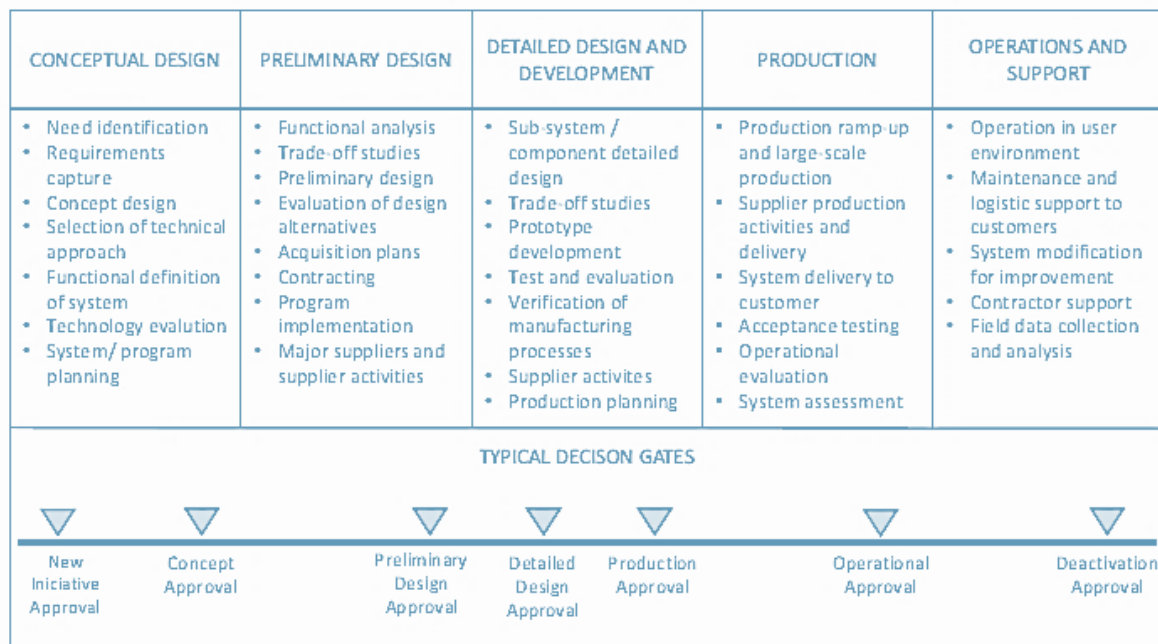 CONCEPTUAL DESIGN
PRELIMINARY DESIGN
DETAILED DESIGN AND
DEVELOPMENT
PRODUCTION
OPERATIONS AND
SUPPORT
• Need identification
• Requirements
capture
• Concept design
• Selection of technical
approach
• Functional definition
of system
• Technology evalution
• System/ program
planning
• Functional analysis
• Trade-off studies
• Preliminary design
• Evaluation of design
alternatives
• Acquisition plans
• Contracting
• Program
implementation
• Major suppliers and
supplier activities
• Sub-system /
component detailed
design
• Trade-off studies
• Prototype
development
• Test and evaluation
• Verification of
manufacturing
processes
• Supplier activites
• Production planning
▪ Production ramp-up
and large-scale
production
▪ Supplier production
activities and
delivery
▪ System delivery to
customer
▪ Acceptance testing
▪ Operational
evaluation
▪ System assessment
• Operation in user
environment
• Maintenance and
logistic support to
customers
• System modification
for improvement
• Contractor support
• Field data collection
and analysis
TYPICAL DECISON GATES
New
Iniciative
Approval
Concept
Approval
Preliminary
Design
Approval
Detailed
Design
Approval
Production
Approval
Operational
Approval
Deactivation
Approval